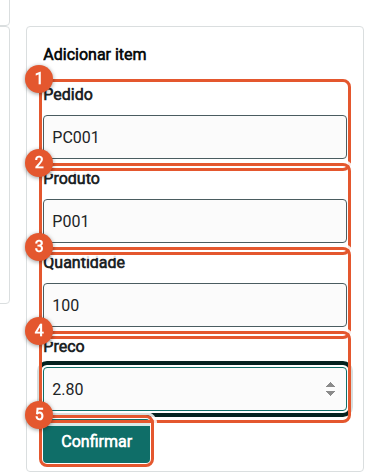 Adicionar item
1
Pedido
PC001
2
Produto
P001
3
Quantidade
100
4
Preco
2.80
5
Confirmar